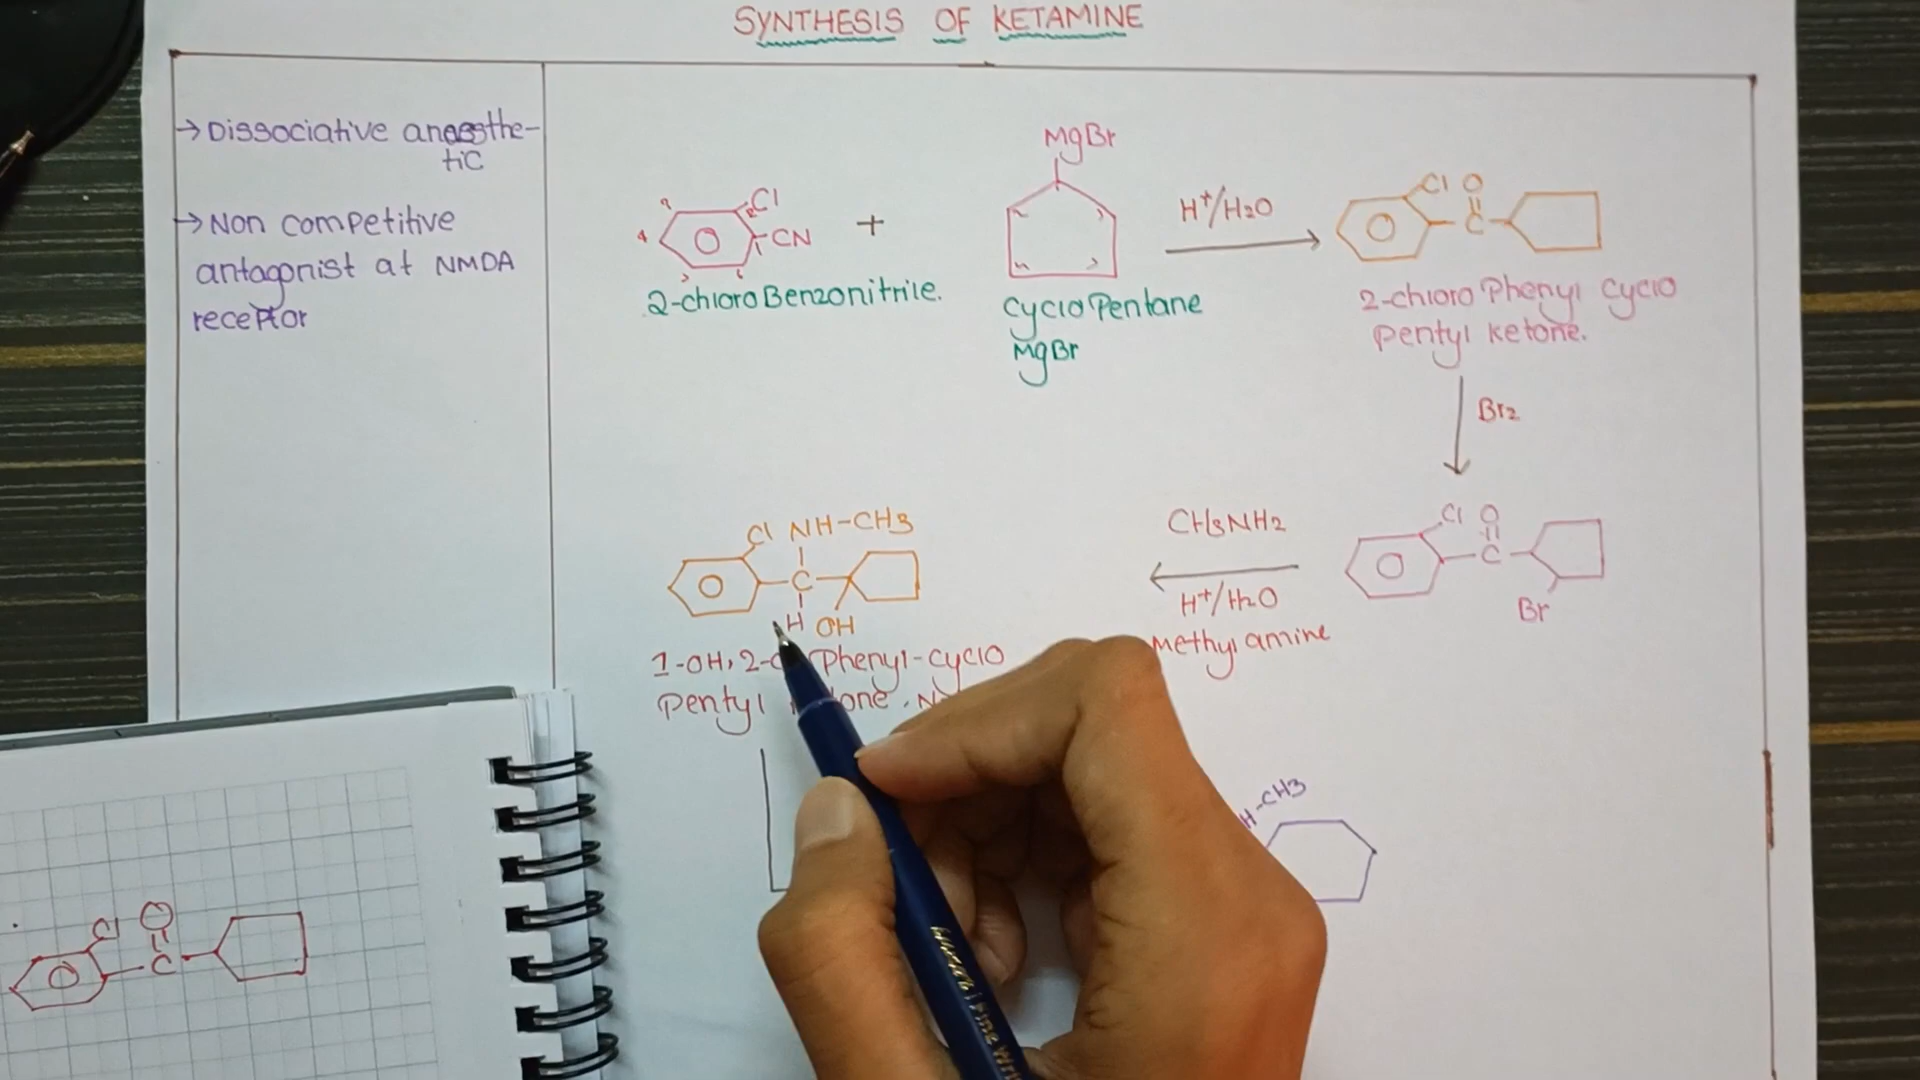 SYNTHESIS OF KETAMINE
→ Dissociative anaesthe-
tic
→ Non competitive
antagonist at NMDA
receptor
Cl
CN
2-chloro Benzonitrile.
+
MgBr
Cyclo Pentane
MgBr
H+/H2O
Cl O
C
2-chloro Phenyl cyclo
pentyl ketone.
Br2
Cl O
C
Br
CH3NH2
H+/H2O
Methyl amine
Cl NH-CH3
C
H OH
1-OH, 2- Phenyl-cyclo
Pentyl
H-CH3
Cl O
C